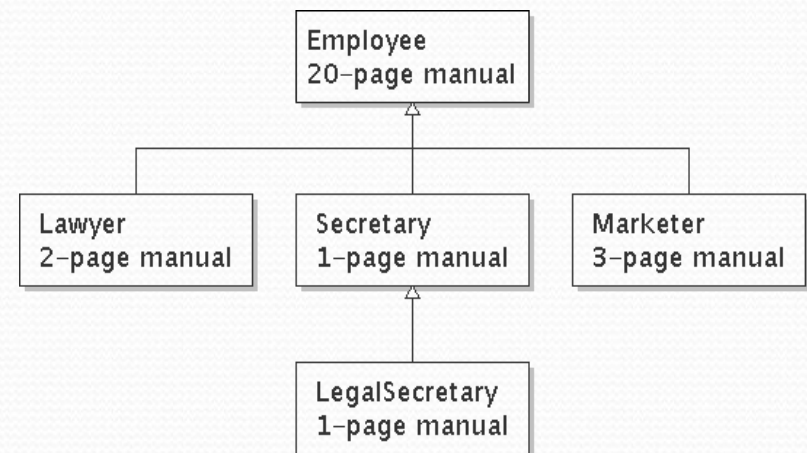 Employee
20-page manual
Lawyer
2-page manual
Secretary
1-page manual
Marketer
3-page manual
LegalSecretary
1-page manual